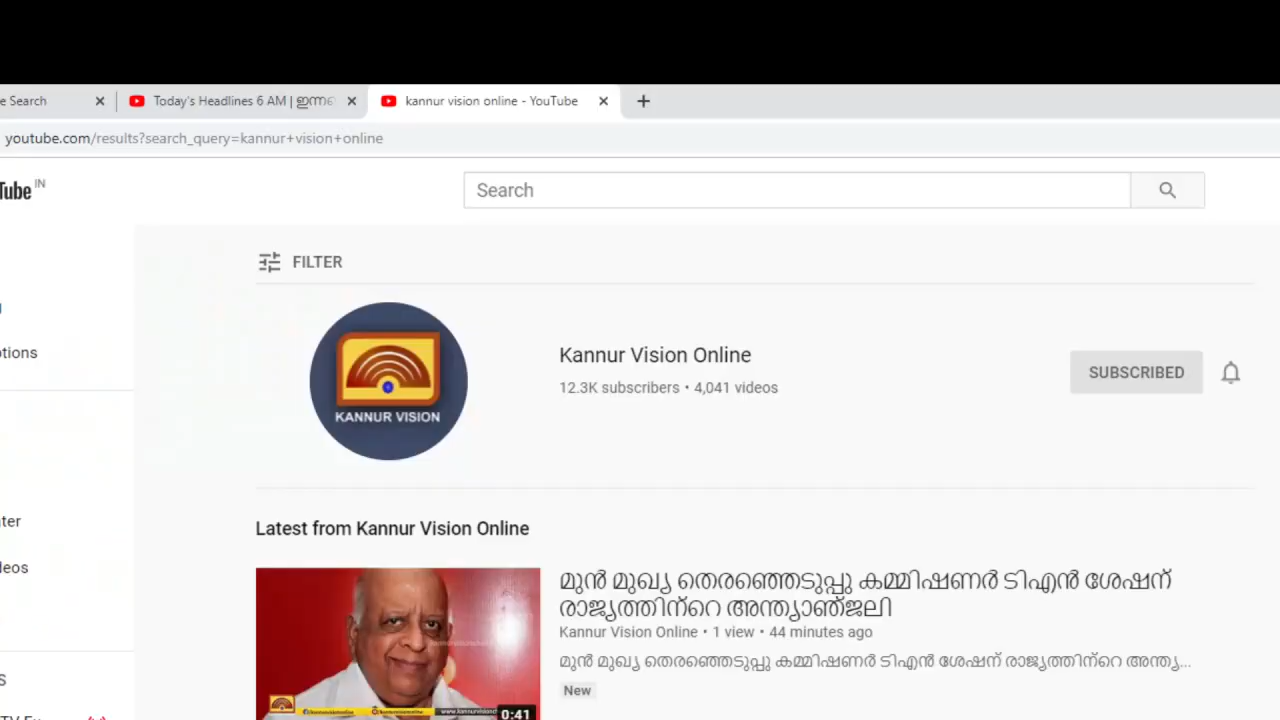 e Search
Today's Headlines 6 AM | ഇന്നത
kannur vision online - YouTube
youtube.com/results?search_query=kannur+vision+online
Tube IN
Search
FILTER
KANNUR VISION
Kannur Vision Online
12.3K subscribers • 4,041 videos
SUBSCRIBED
otions
ter
leos
S
Latest from Kannur Vision Online
മുൻ മുഖ്യ തെരഞ്ഞെടുപ്പു കമ്മിഷണർ ടിഎൻ ശേഷന്
രാജ്യത്തിന്റെ അന്ത്യാഞ്ജലി
Kannur Vision Online • 1 view • 44 minutes ago
മുൻ മുഖ്യ തെരഞ്ഞെടുപ്പു കമ്മിഷണർ ടിഎൻ ശേഷന് രാജ്യത്തിന്റെ അന്ത്യ...
New
0:41